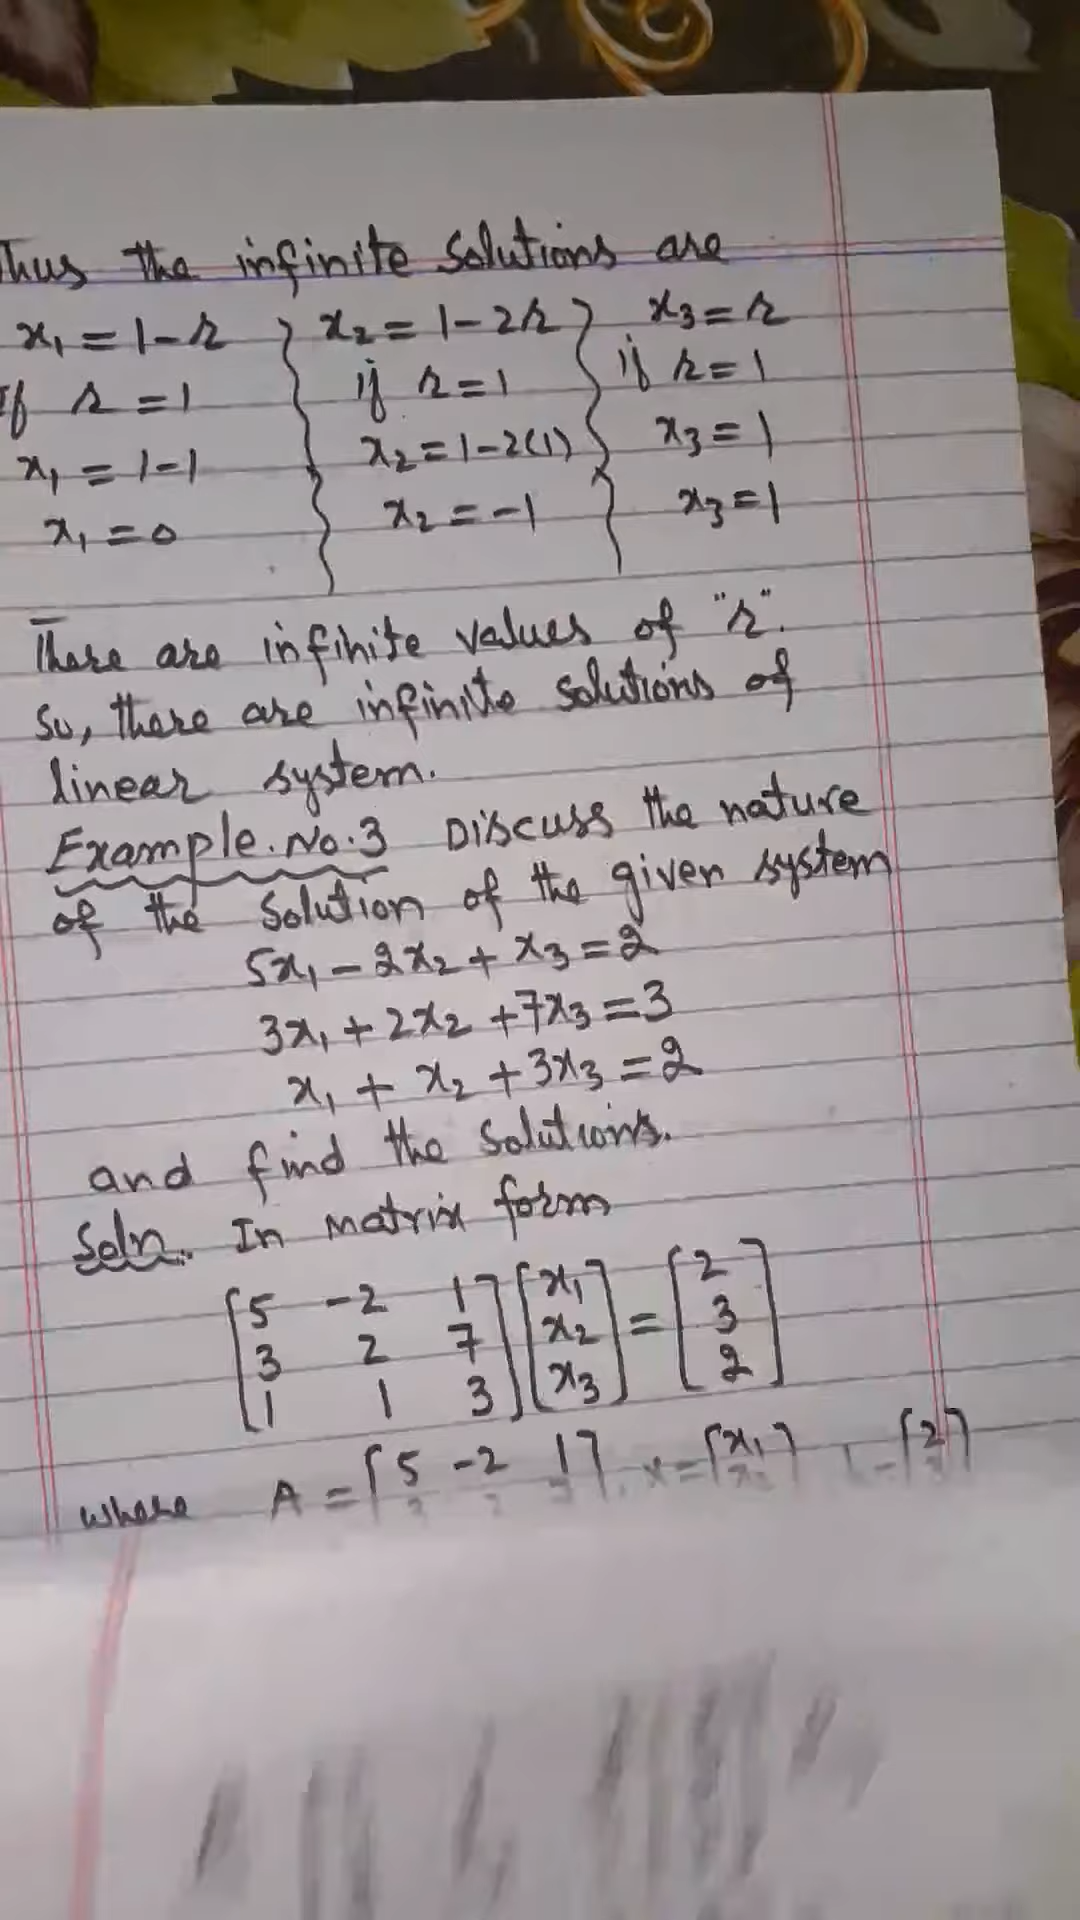 Thus the infinite solutions are
x₁ = 1-r } x₂ = 1-2r } x₃ = r
If r = 1 if r = 1 if r = 1
x₁ = 1-1 x₂ = 1-2(1) x₃ = 1
x₁ = 0 x₂ = -1 x₃ = 1
There are infinite values of "r".
So, there are infinite solutions of
linear system.
Example.No.3 Discuss the nature
of the solution of the given system
5x₁ - 2x₂ + x₃ = 2
3x₁ + 2x₂ + 7x₃ = 3
x₁ + x₂ + 3x₃ = 2
and find the solutions.
Soln. In matrix form
[5 -2 1] [x₁] = [2]
[3 2 7] [x₂] [3]
[1 1 3] [x₃] [2]
where A = [5 -2 1], x = [x₁] [2]